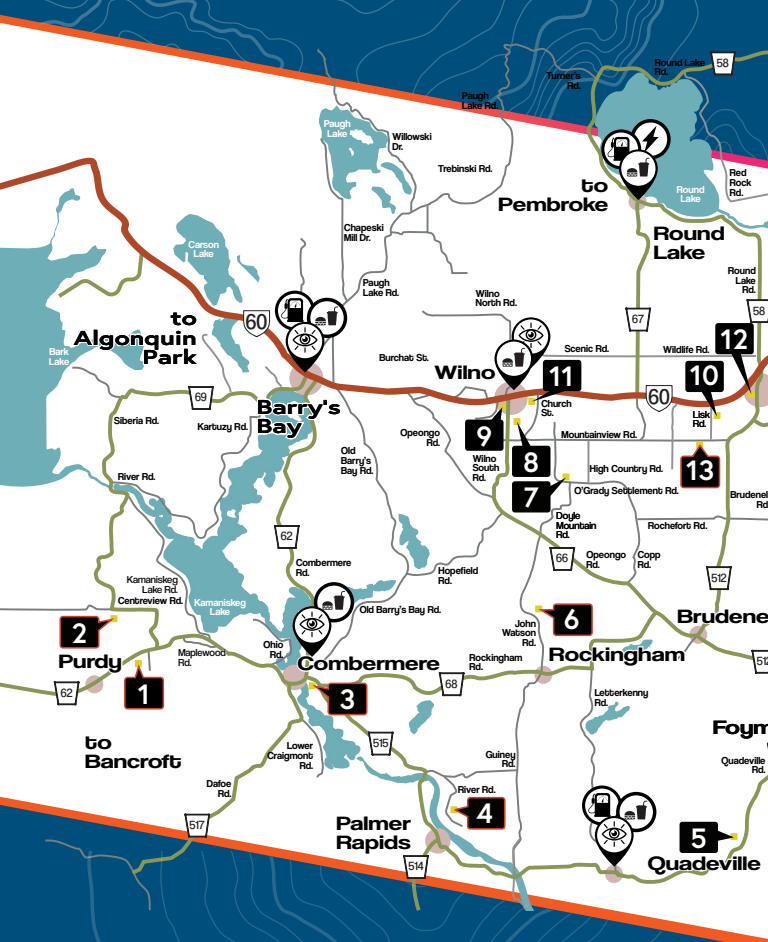 Round Lake
Rd.
58
Turner's
Rd.
Paugh
Lake Rd.
Paugh
Lake
Willowski
Dr.
Trebinski Rd.
Red
Rock
Rd.
to
Pembroke
Round
Lake
Round
Lake
Chapeski
Mill Dr.
Carson
Lake
Paugh
Lake Rd.
Round
Lake
Rd.
Wilno
North Rd.
58
67
60
to
Algonquin
Park
Bark
Lake
12
Scenic Rd.
Wildlife Rd.
Burchat St.
Wilno
11
10
69
60
Barry's
Bay
Church
St.
Lisk
Rd.
Siberia Rd.
Kartuzy Rd.
Opeongo
Rd.
9
Mountainview Rd.
Old
Barry's
Bay Rd.
Wilno
South
Rd.
8
High Country Rd.
13
River Rd.
7
O'Grady Settlement Rd.
Brudenel
Rd.
Doyle
Mountain
Rd.
Rochefort Rd.
62
66
Opeongo
Rd.
Copp
Rd.
Combermere
Rd.
Hopefield
Rd.
512
Kamaniskeg
Lake Rd.
Centreview Rd.
Kamaniskeg
Lake
Old Barry's Bay Rd.
2
6
John
Watson
Rd.
Brudene
Ohio
Rd.
Maplewood
Rd.
Purdy
Combermere
Rockingham
Rd.
Rockingham
512
62
1
3
68
Letterkenny
Rd.
to
Bancroft
Lower
Craigmont
Rd.
515
Foym
Guiney
Rd.
Quadeville
Rd.
Dafoe
Rd.
River Rd.
4
517
Palmer
Rapids
5
514
Quadeville